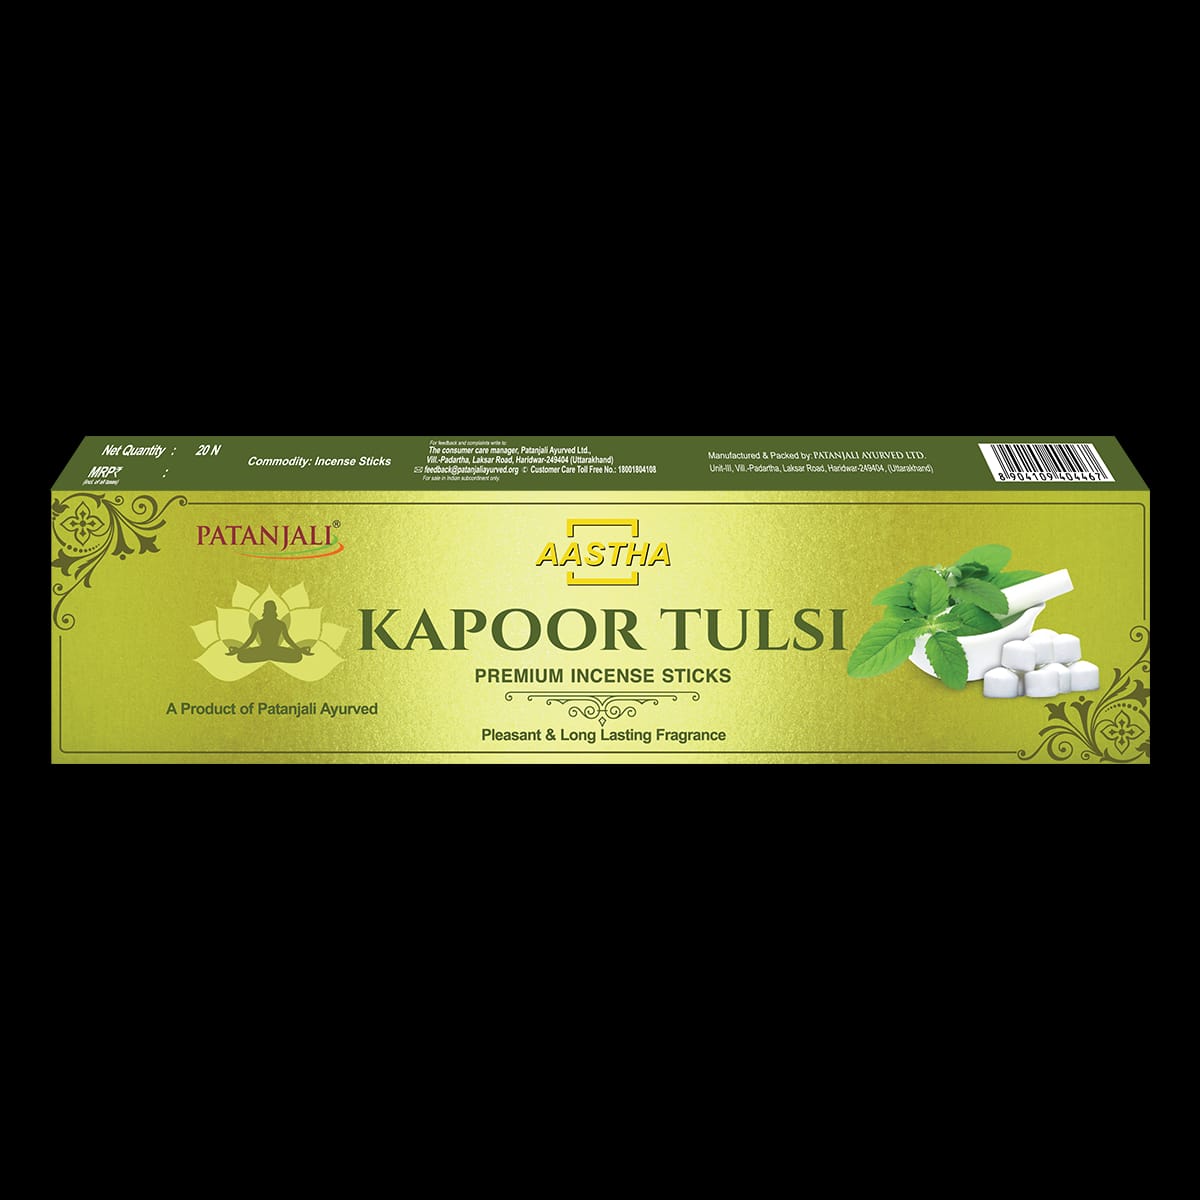 Net Quantity : 20 N
MRP₹ :
(Incl. of all taxes)
Commodity: Incense Sticks
For feedback and complaints write to:
The consumer care manager, Patanjali Ayurved Ltd.,
Vill.-Padartha, Laksar Road, Haridwar-249404 (Uttarakhand)
feedback@patanjaliayurved.org Customer Care Toll Free No.: 18001804108
For sale in Indian subcontinent only.
Manufactured & Packed by: PATANJALI AYURVED LTD.
Unit-III, Vill.-Padartha, Laksar Road, Haridwar-249404, (Uttarakhand)
8 904109 404467
PATANJALI®
AASTHA
KAPOOR TULSI
PREMIUM INCENSE STICKS
A Product of Patanjali Ayurved
Pleasant & Long Lasting Fragrance